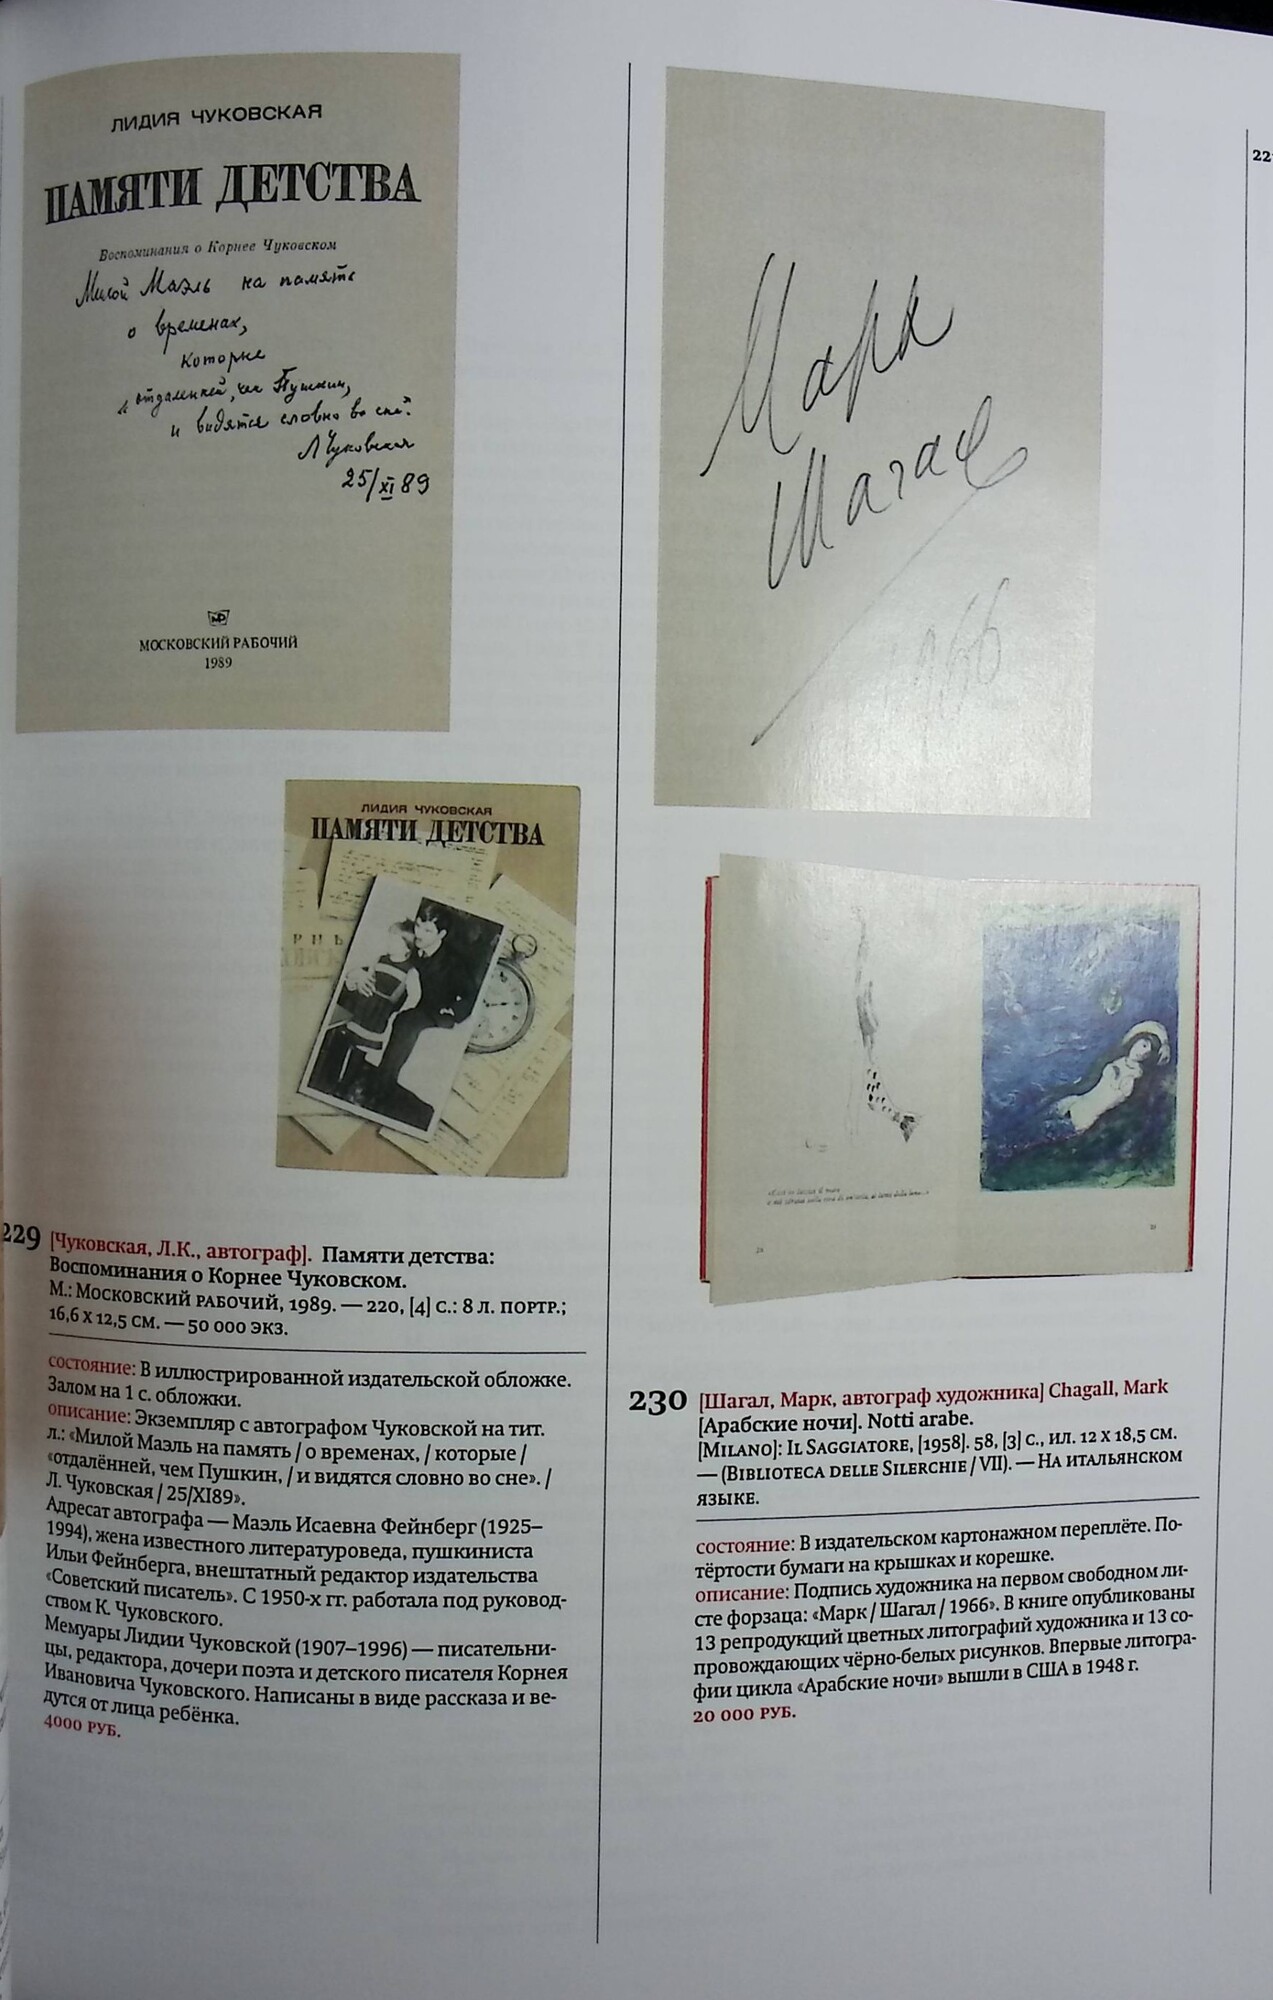 ЛИДИЯ ЧУКОВСКАЯ
ПАМЯТИ ДЕТСТВА
Воспоминания о Корнее Чуковском
Милой Маэль на память
о временах,
которые
"отдаленней, чем Пушкин,
и видятся словно во сне".
Л Чуковская
25/XI 89
МР
МОСКОВСКИЙ РАБОЧИЙ
1989
ЛИДИЯ ЧУКОВСКАЯ
ПАМЯТИ ДЕТСТВА
229 [Чуковская, Л.К., автограф]. Памяти детства:
Воспоминания о Корнее Чуковском.
М.: Московский рабочий, 1989. — 220, [4] с.: 8 л. портр.;
16,6 х 12,5 см. — 50 000 экз.
состояние: В иллюстрированной издательской обложке.
Залом на 1 с. обложки.
описание: Экземпляр с автографом Чуковской на тит.
л.: «Милой Маэль на память / о временах, / которые /
«отдалённей, чем Пушкин, / и видятся словно во сне». /
Л. Чуковская / 25/XI89».
Адресат автографа — Маэль Исаевна Фейнберг (1925–
1994), жена известного литературоведа, пушкиниста
Ильи Фейнберга, внештатный редактор издательства
«Советский писатель». С 1950-х гг. работала под руковод-
ством К. Чуковского.
Мемуары Лидии Чуковской (1907–1996) — писательни-
цы, редактора, дочери поэта и детского писателя Корнея
Ивановича Чуковского. Написаны в виде рассказа и ве-
дутся от лица ребёнка.
4000 РУБ.
Марк
Шагал
1966
24
25
230 [Шагал, Марк, автограф художника] Chagall, Mark
[Арабские ночи]. Notti arabe.
[Milano]: Il Saggiatore, [1958]. 58, [3] с., ил. 12 х 18,5 см.
— (Biblioteca delle Silerchie / VII). — На итальянском
языке.
состояние: В издательском картонажном переплёте. По-
тёртости бумаги на крышках и корешке.
описание: Подпись художника на первом свободном ли-
сте форзаца: «Марк / Шагал / 1966». В книге опубликованы
13 репродукций цветных литографий художника и 13 со-
провождающих чёрно-белых рисунков. Впервые литогра-
фии цикла «Арабские ночи» вышли в США в 1948 г.
20 000 РУБ.